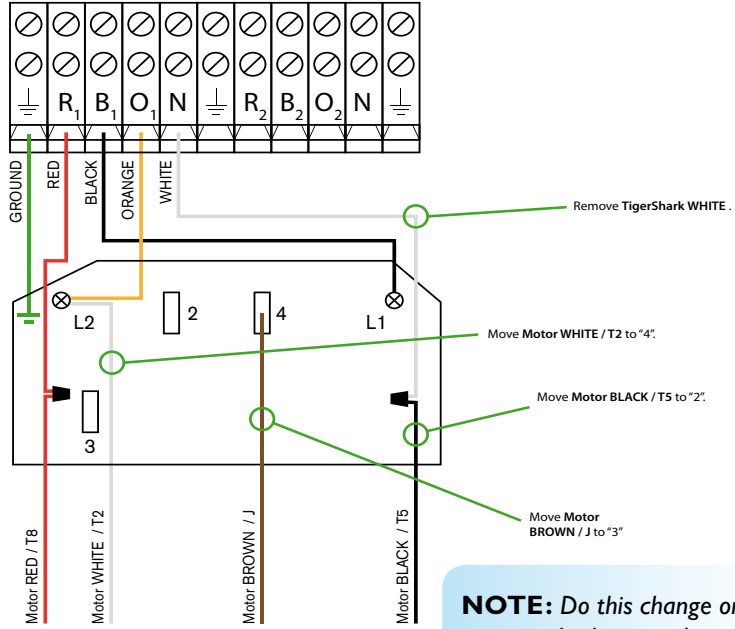 R1 B1 O1 N R2 B2 O2 N
GROUND
RED
BLACK
ORANGE
WHITE
Remove TigerShark WHITE .
L2
2
4
L1
Move Motor WHITE / T2 to “4”.
Move Motor BLACK / T5 to “2”.
3
Move Motor
BROWN / J to “3”
Motor RED / T8
Motor WHITE / T2
Motor BROWN / J
Motor BLACK / T5
NOTE: Do this change